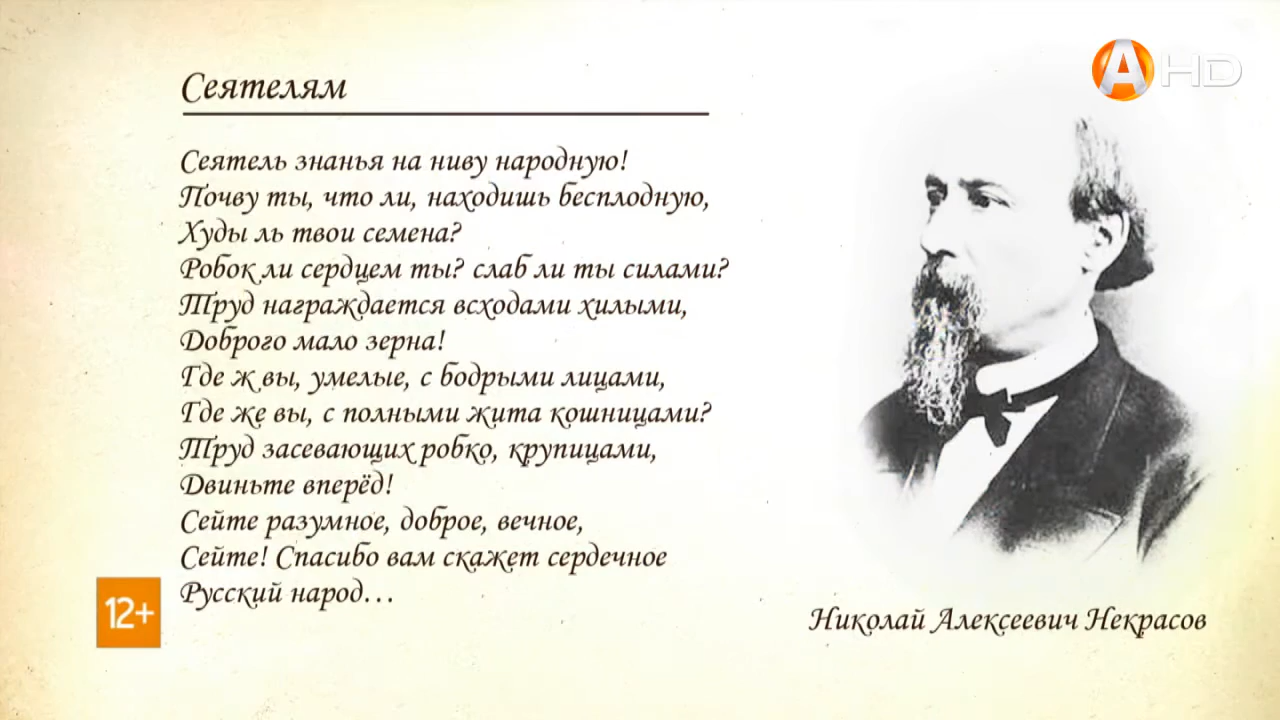 Сеятелям
Сеятель знанья на ниву народную!
Почву ты, что ли, находишь бесплодную,
Худы ль твои семена?
Робок ли сердцем ты? слаб ли ты силами?
Труд награждается всходами хилыми,
Доброго мало зерна!
Где ж вы, умелые, с бодрыми лицами,
Где же вы, с полными жита кошницами?
Труд засевающих робко, крупицами,
Двиньте вперёд!
Сейте разумное, доброе, вечное,
Сейте! Спасибо вам скажет сердечное
Русский народ...
Николай Алексеевич Некрасов
12+
А HD